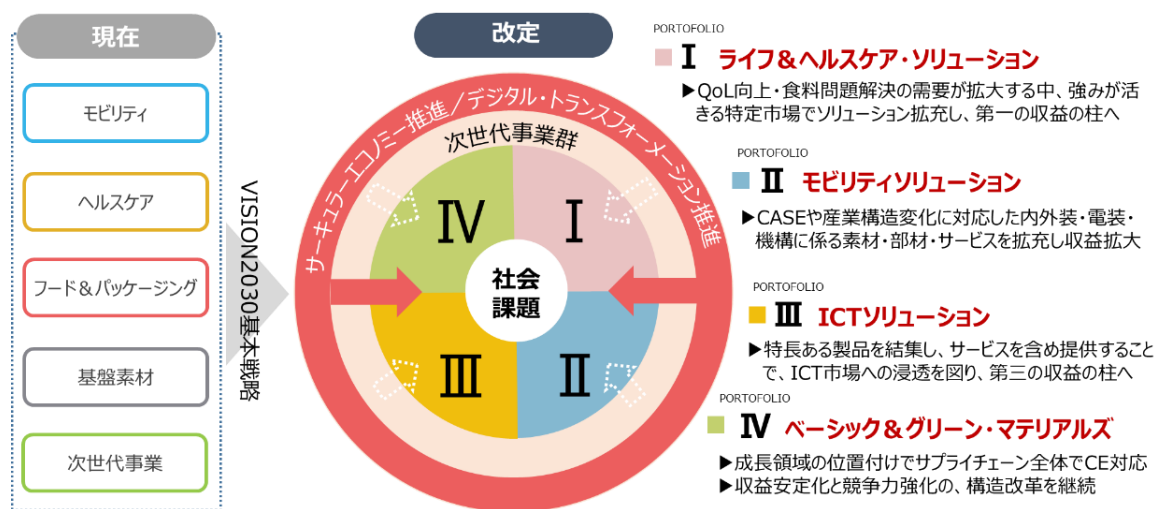 現在
モビリティ
ヘルスケア
フード＆パッケージング
基盤素材
次世代事業
VISION2030基本戦略
改定
サーキュラーエコノミー推進／デジタル・トランスフォーメーション推進
次世代事業群
Ⅳ
Ⅰ
Ⅲ
Ⅱ
社会
課題
PORTOFOLIO
Ⅰ ライフ＆ヘルスケア・ソリューション
▶QoL向上・食料問題解決の需要が拡大する中、強みが活
きる特定市場でソリューション拡充し、第一の収益の柱へ
PORTOFOLIO
Ⅱ モビリティソリューション
▶CASEや産業構造変化に対応した内外装・電装・
機構に係る素材・部材・サービスを拡充し収益拡大
PORTOFOLIO
Ⅲ ICTソリューション
▶特長ある製品を結集し、サービスを含め提供すること
で、ICT市場への浸透を図り、第三の収益の柱へ
PORTOFOLIO
Ⅳ ベーシック＆グリーン・マテリアルズ
▶成長領域の位置付けでサプライチェーン全体でCE対応
▶収益安定化と競争力強化の、構造改革を継続